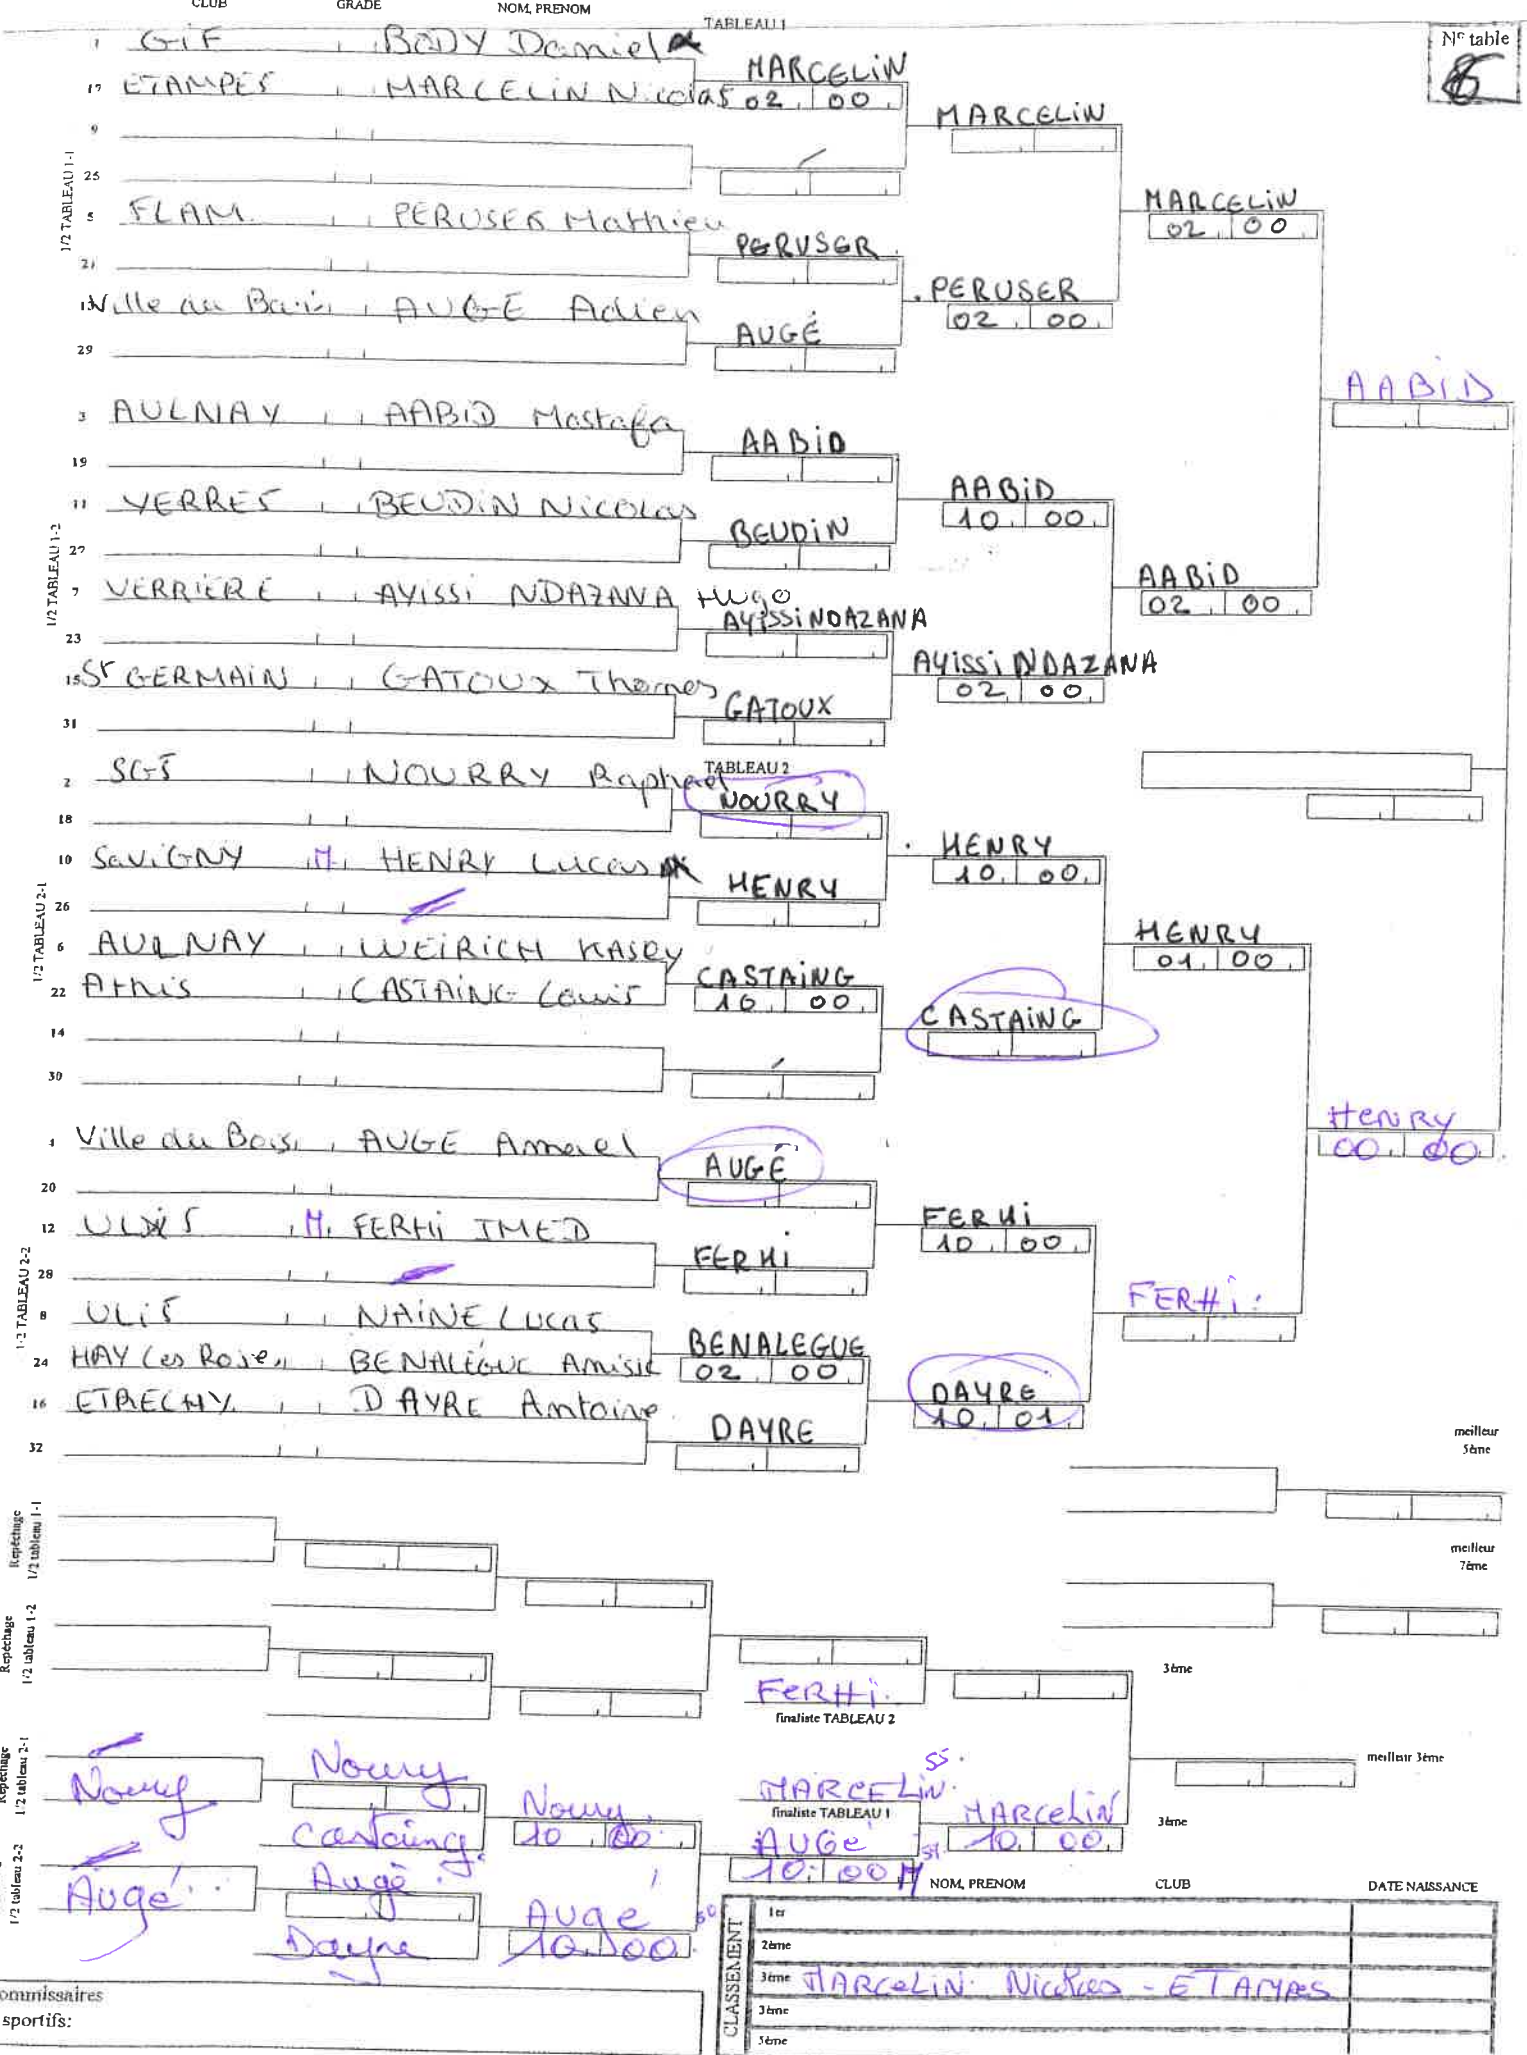 CLUB GRADE NOM, PRENOM
TABLEAU 1
N° table
6
1 GIF BODY Daniel
MARCELIN
17 ETAMPES MARCELIN Nicolas 02 00
MARCELIN
9
25
1/2 TABLEAU 1-1
MARCELIN
02 00
5 FLAM PERUSER Mathieu
PERUSER
21
PERUSER
02 00
13 Ville du Bois AUGE Adrien
AUGÉ
29
AABID
3 AULNAY AABID Mostafa
AABID
19
AABID
10 00
11 YERRES BEUDIN Nicolas
BEUDIN
27
1/2 TABLEAU 1-2
AABID
02 00
7 VERRIERE AYISSI NDAZANA Hugo
AYISSI NDAZANA
23
AYISSI NDAZANA
02 00
15 St GERMAIN GATOUX Thomas
GATOUX
31
TABLEAU 2
2 SGS NOURRY Raphael
NOURRY
18
HENRY
10 00
10 SaviGNY M HENRY Lucas
HENRY
26
1/2 TABLEAU 2-1
HENRY
01 00
6 AULNAY WEIRICH KASEY
CASTAING
22 Athis CASTAING Louis 10 00
CASTAING
14
30
HENRY
00 00
4 Ville du Bois AUGE Amael
AUGÉ
20
FERHI
10 00
12 ULIS M FERHI IMED
FERHI
28
1/2 TABLEAU 2-2
FERHI
8 ULIS NAINE Lucas
BENALEGUE
24 HAY Les Rose BENALEGUE 02 00
DAYRE
10 01
16 ETRECHY DAYRE Antoine
DAYRE
32
meilleur
5ème
Repêchage
1/2 tableau 1-1
meilleur
7ème
Repêchage
1/2 tableau 1-2
3ème
FERHI
finaliste TABLEAU 2
Repêchage
1/2 tableau 2-1
meilleur 3ème
Noury Noury Noury
10 00
Castaing
MARCELIN
finaliste TABLEAU 1
MARCELIN
10 00
3ème
1/2 tableau 2-2
Augé Augé
AUGE
10 00
Dayre
AUGE
10 00
NOM, PRENOM CLUB DATE NAISSANCE
CLASSEMENT
1er
2ème
3ème MARCELIN Nicolas - ETAMPES
3ème
5ème
ommissaires
sportifs: